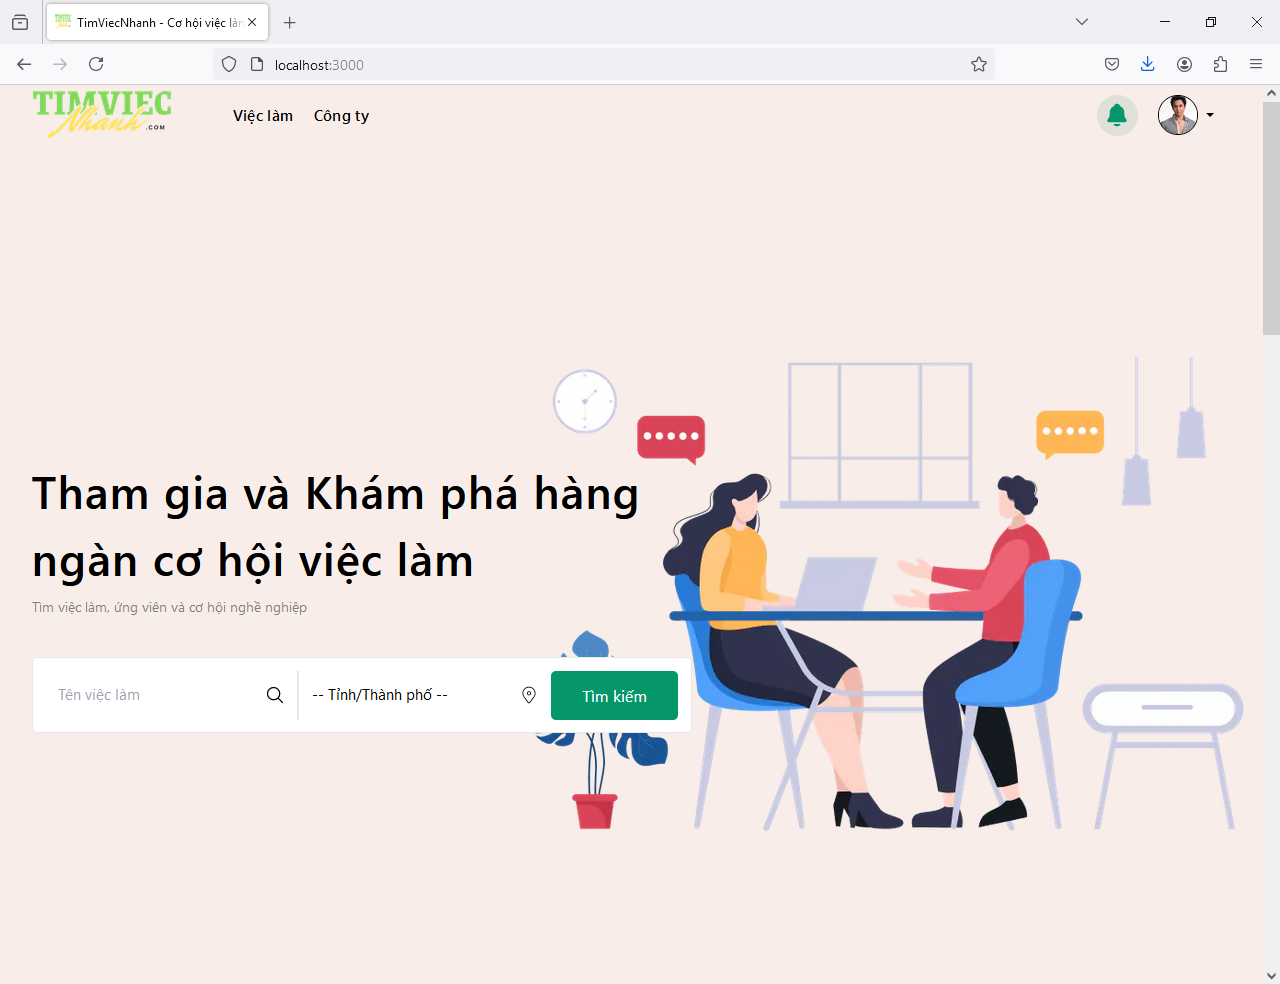 TimViecNhanh - Cơ hội việc làn
localhost:3000
TIMVIEC
Nhanh .COM
Việc làm
Công ty
Tham gia và Khám phá hàng
ngàn cơ hội việc làm
Tìm việc làm, ứng viên và cơ hội nghề nghiệp
Tên việc làm
-- Tỉnh/Thành phố --
Tìm kiếm